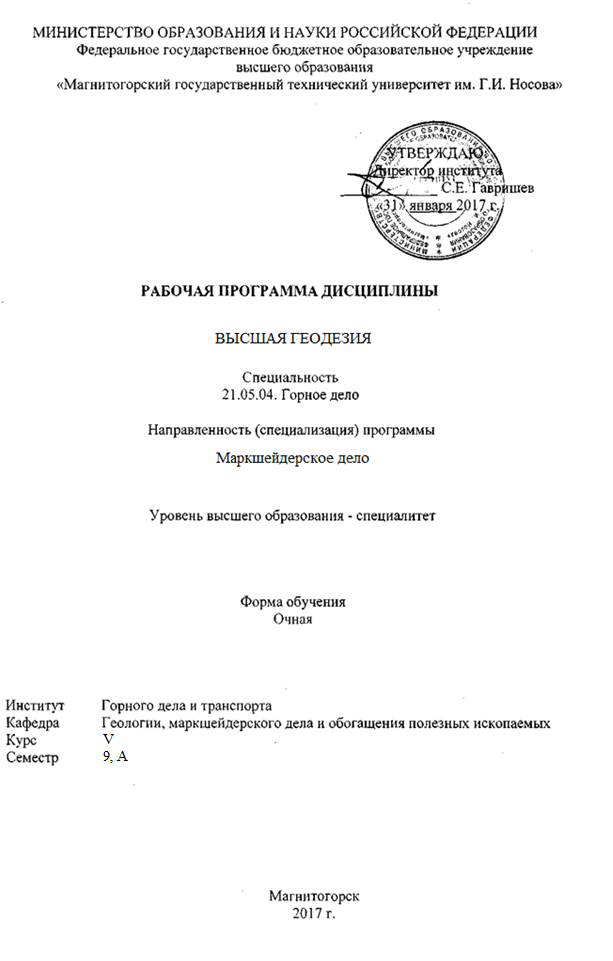 МИНИСТЕРСТВО ОБРАЗОВАНИЯ И НАУКИ РОССИЙСКОЙ ФЕДЕРАЦИИ
Федеральное государственное бюджетное образовательное учреждение
высшего образования
«Магнитогорский государственный технический университет им. Г.И. Носова»
УТВЕРЖДАЮ
Директор института
С.Е. Гавришев
«31» января 2017 г.
РАБОЧАЯ ПРОГРАММА ДИСЦИПЛИНЫ
ВЫСШАЯ ГЕОДЕЗИЯ
Специальность
21.05.04. Горное дело
Направленность (специализация) программы
Маркшейдерское дело
Уровень высшего образования - специалитет
Форма обучения
Очная
Институт Горного дела и транспорта
Кафедра Геологии, маркшейдерского дела и обогащения полезных ископаемых
Курс V
Семестр 9, А
Магнитогорск
2017 г.